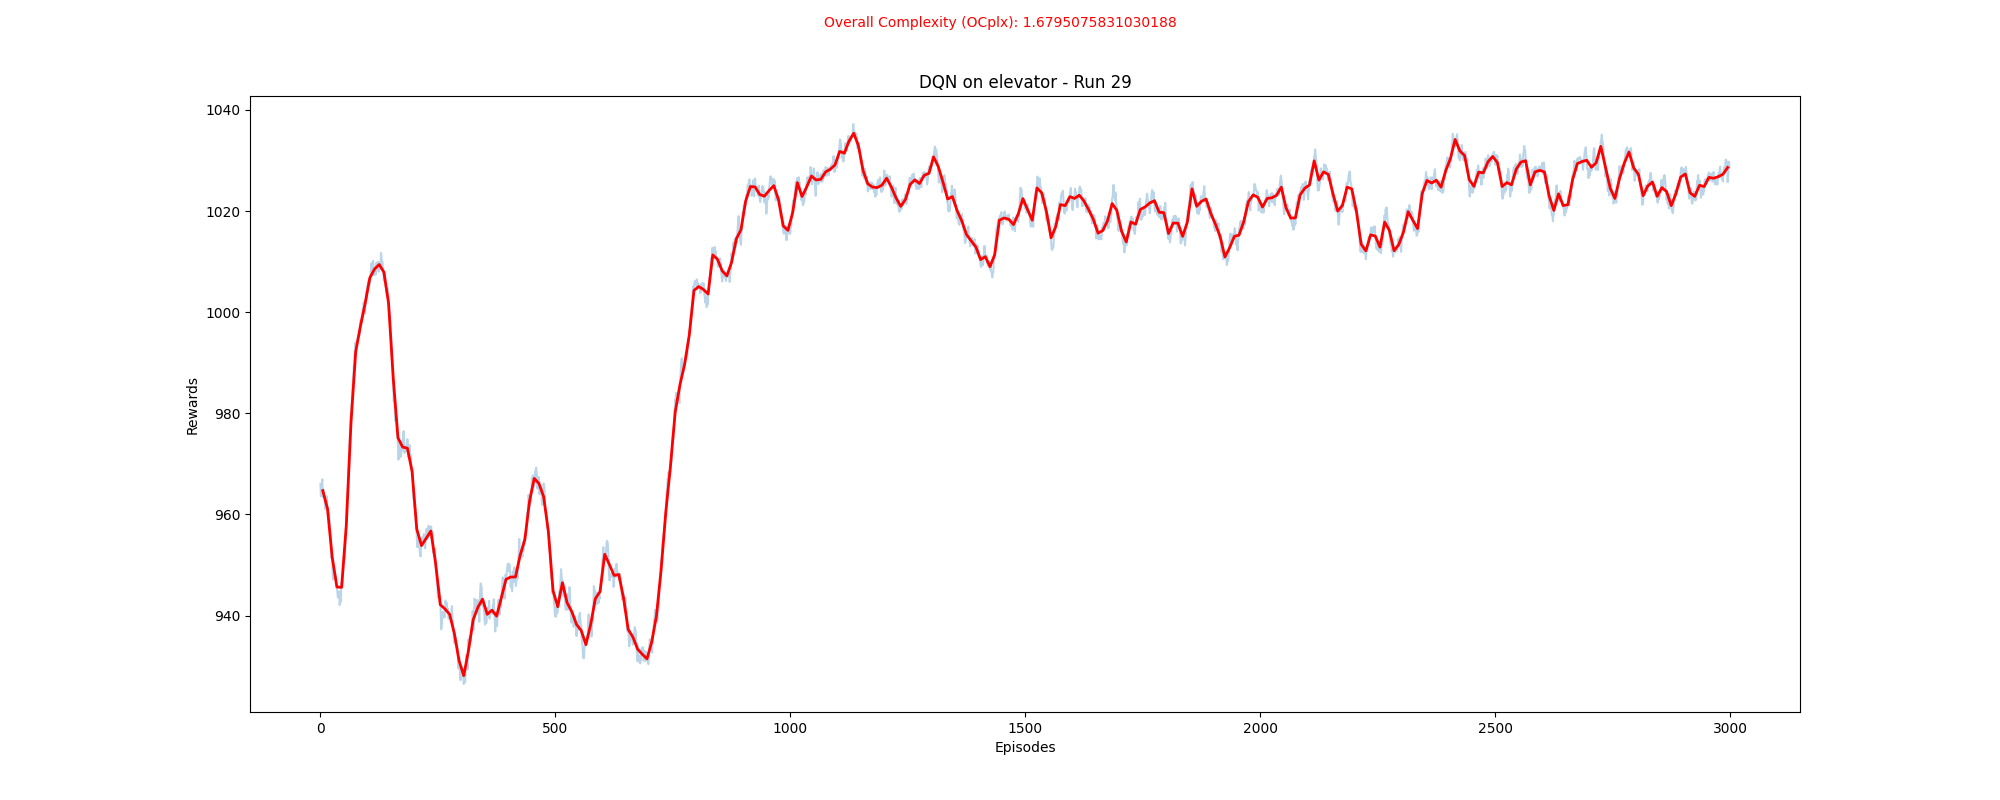 Overall Complexity (OCplx): 1.6795075831030188
DQN on elevator - Run 29
1040
1020
1000
980
960
940
Rewards
0 500 1000 1500 2000 2500 3000
Episodes